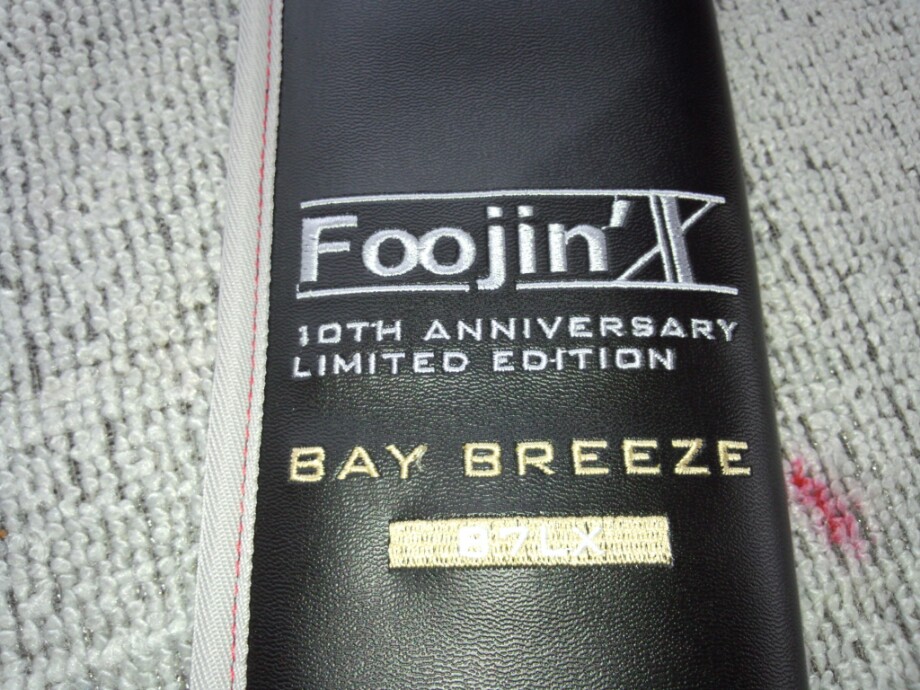 Foojin'X
10TH ANNIVERSARY
LIMITED EDITION
BAY BREEZE
87LX